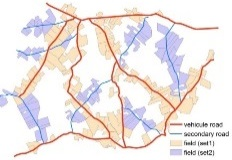 vehicule road
secondary road
field (set1)
field (set2)